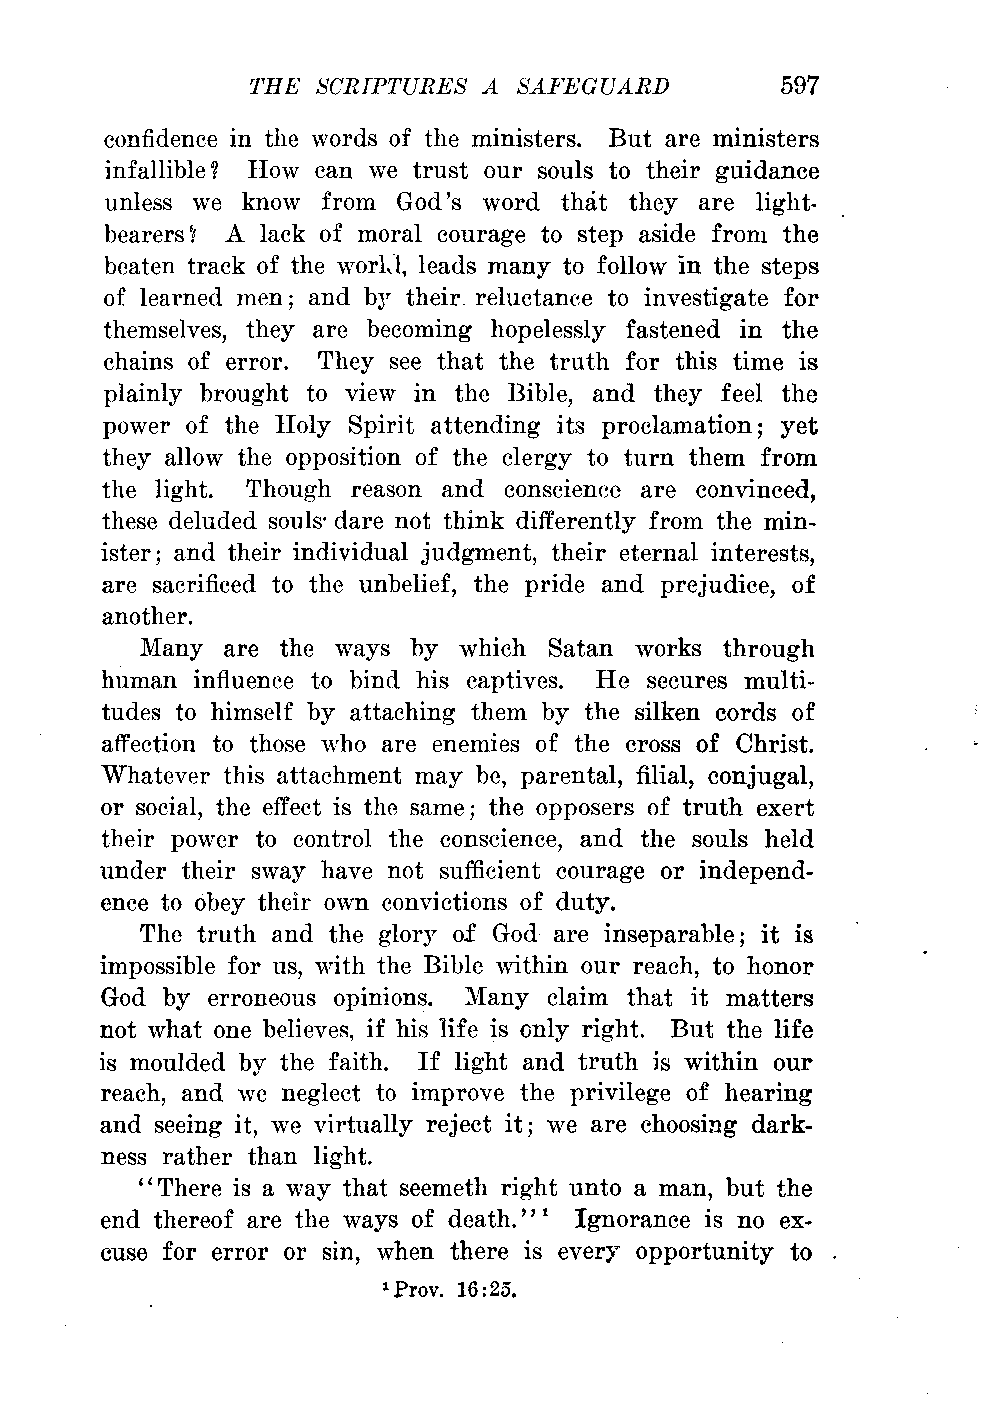 THE SCRIPTURES A SAFEGUARD 597
confidence in the words of the ministers. But are ministers
infallible? How can we trust our souls to their guidance
unless we know from God's word that they are light-
bearers? A lack of moral courage to step aside from the
beaten track of the world, leads many to follow in the steps
of learned men; and by their reluctance to investigate for
themselves, they are becoming hopelessly fastened in the
chains of error. They see that the truth for this time is
plainly brought to view in the Bible, and they feel the
power of the Holy Spirit attending its proclamation; yet
they allow the opposition of the clergy to turn them from
the light. Though reason and conscience are convinced,
these deluded souls dare not think differently from the min-
ister; and their individual judgment, their eternal interests,
are sacrificed to the unbelief, the pride and prejudice, of
another.
Many are the ways by which Satan works through
human influence to bind his captives. He secures multi-
tudes to himself by attaching them by the silken cords of
affection to those who are enemies of the cross of Christ.
Whatever this attachment may be, parental, filial, conjugal,
or social, the effect is the same; the opposers of truth exert
their power to control the conscience, and the souls held
under their sway have not sufficient courage or independ-
ence to obey their own convictions of duty.
The truth and the glory of God are inseparable; it is
impossible for us, with the Bible within our reach, to honor
God by erroneous opinions. Many claim that it matters
not what one believes, if his life is only right. But the life
is moulded by the faith. If light and truth is within our
reach, and we neglect to improve the privilege of hearing
and seeing it, we virtually reject it; we are choosing dark-
ness rather than light.
"There is a way that seemeth right unto a man, but the
end thereof are the ways of death."¹ Ignorance is no ex-
cuse for error or sin, when there is every opportunity to
¹Prov. 16:25.